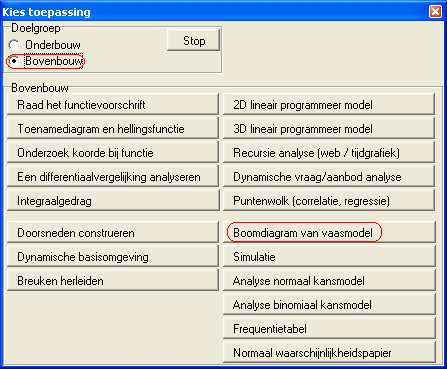 Kies toepassing
Doelgroep
Onderbouw
Bovenbouw
Stop
Bovenbouw
Raad het functievoorschrift
Toenamediagram en hellingsfunctie
Onderzoek koorde bij functie
Een differentiaalvergelijking analyseren
Integraalgedrag
Doorsneden construeren
Dynamische basisomgeving
Breuken herleiden
2D lineair programmeer model
3D lineair programmeer model
Recursie analyse (web / tijdgrafiek)
Dynamische vraag/aanbod analyse
Puntenwolk (correlatie, regressie)
Boomdiagram van vaasmodel
Simulatie
Analyse normaal kansmodel
Analyse binomiaal kansmodel
Frequentietabel
Normaal waarschijnlijkheidspapier